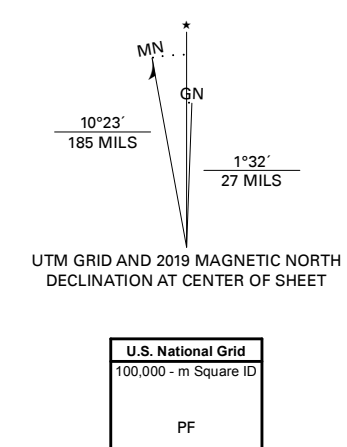 ★
MN
GN
10°23´
185 MILS
1°32´
27 MILS
UTM GRID AND 2019 MAGNETIC NORTH
DECLINATION AT CENTER OF SHEET
U.S. National Grid
100,000 - m Square ID
PF